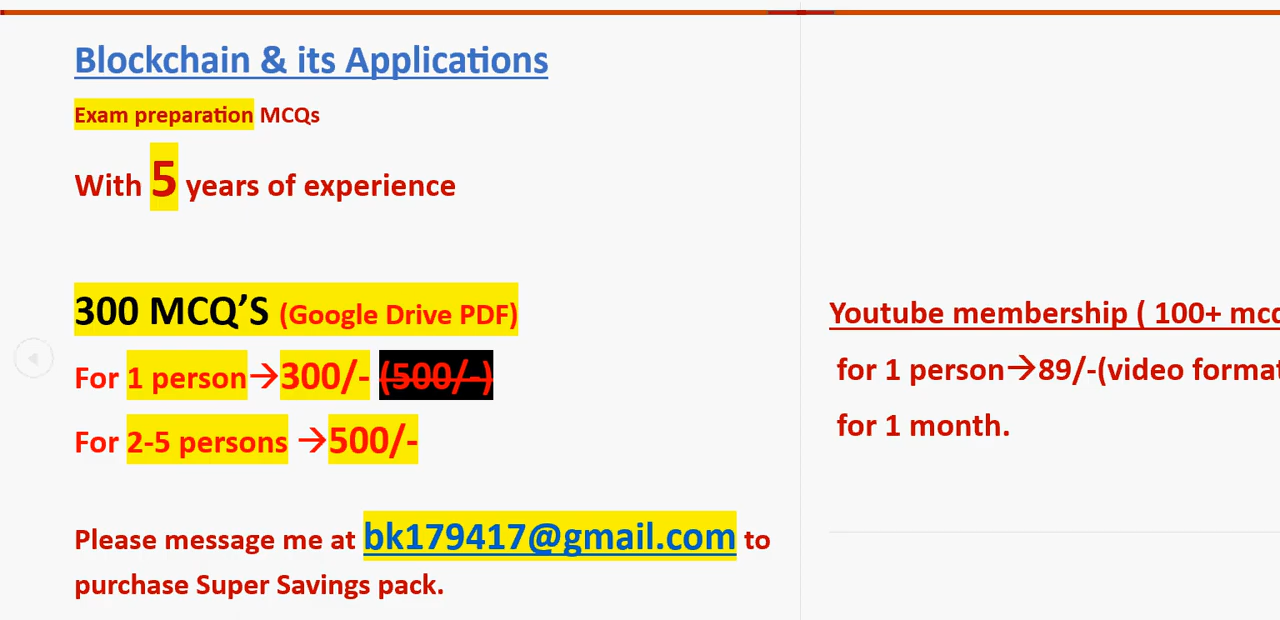 Blockchain & its Applications
Exam preparation MCQs
With 5 years of experience
300 MCQ’S (Google Drive PDF)
For 1 person→300/- (500/-)
For 2-5 persons →500/-
Please message me at bk179417@gmail.com to
purchase Super Savings pack.
Youtube membership ( 100+
for 1 person→89/-(video
for 1 month.